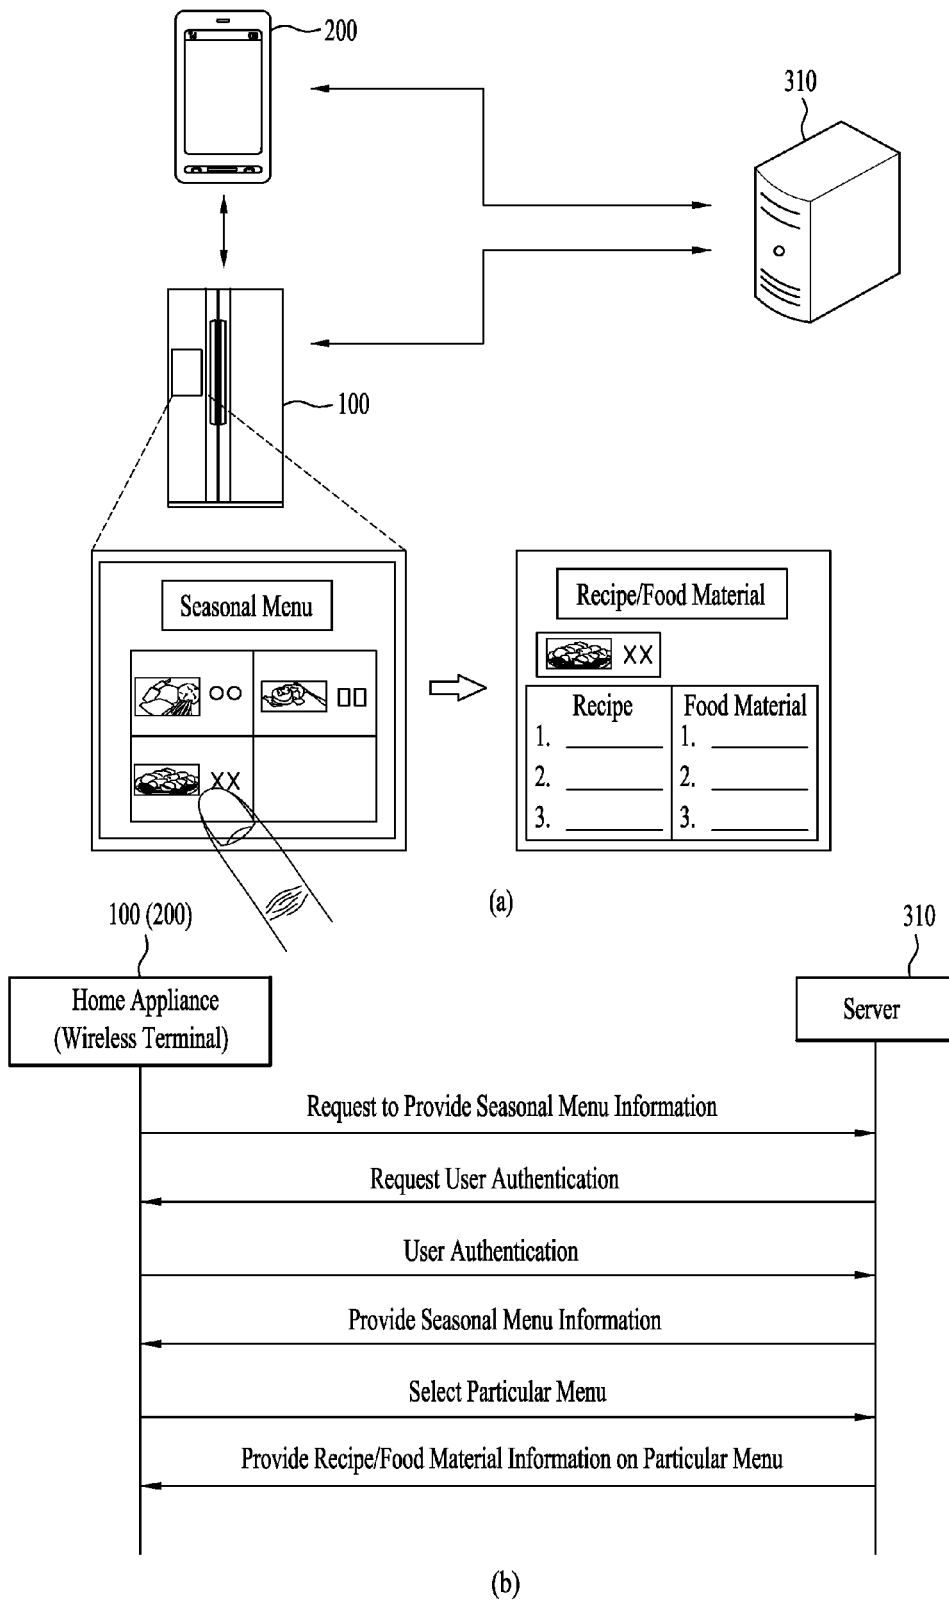 200
310
100
Seasonal Menu
○○
□□
XX
Recipe/Food Material
XX
Recipe
Food Material
1.
1.
2.
2.
3.
3.
(a)
100 (200)
310
Home Appliance
(Wireless Terminal)
Server
Request to Provide Seasonal Menu Information
Request User Authentication
User Authentication
Provide Seasonal Menu Information
Select Particular Menu
Provide Recipe/Food Material Information on Particular Menu
(b)